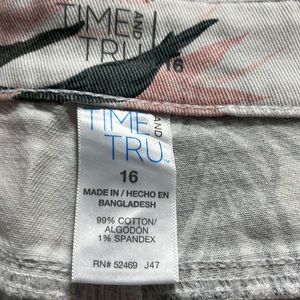 TIME AND
TRU
16
TIME AND
TRU™
16
MADE IN / HECHO EN
BANGLADESH
99% COTTON/
ALGODON
1% SPANDEX
RN# 52469 J47